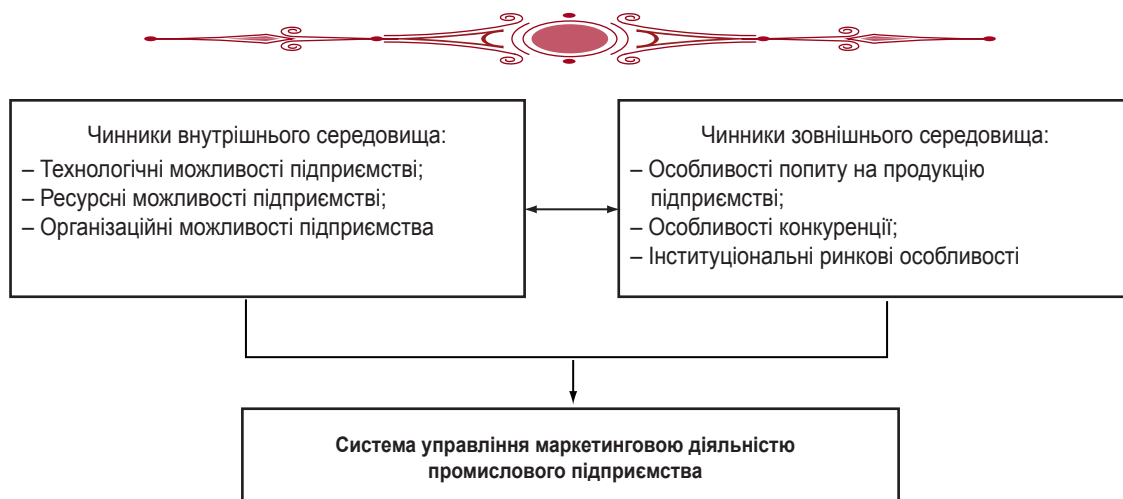 Чинники внутрішнього середовища:
– Технологічні можливості підприємстві;
– Ресурсні можливості підприємстві;
– Організаційні можливості підприємства
Чинники зовнішнього середовища:
– Особливості попиту на продукцію
підприємстві;
– Особливості конкуренції;
– Інституціональні ринкові особливості
Система управління маркетинговою діяльністю
промислового підприємства